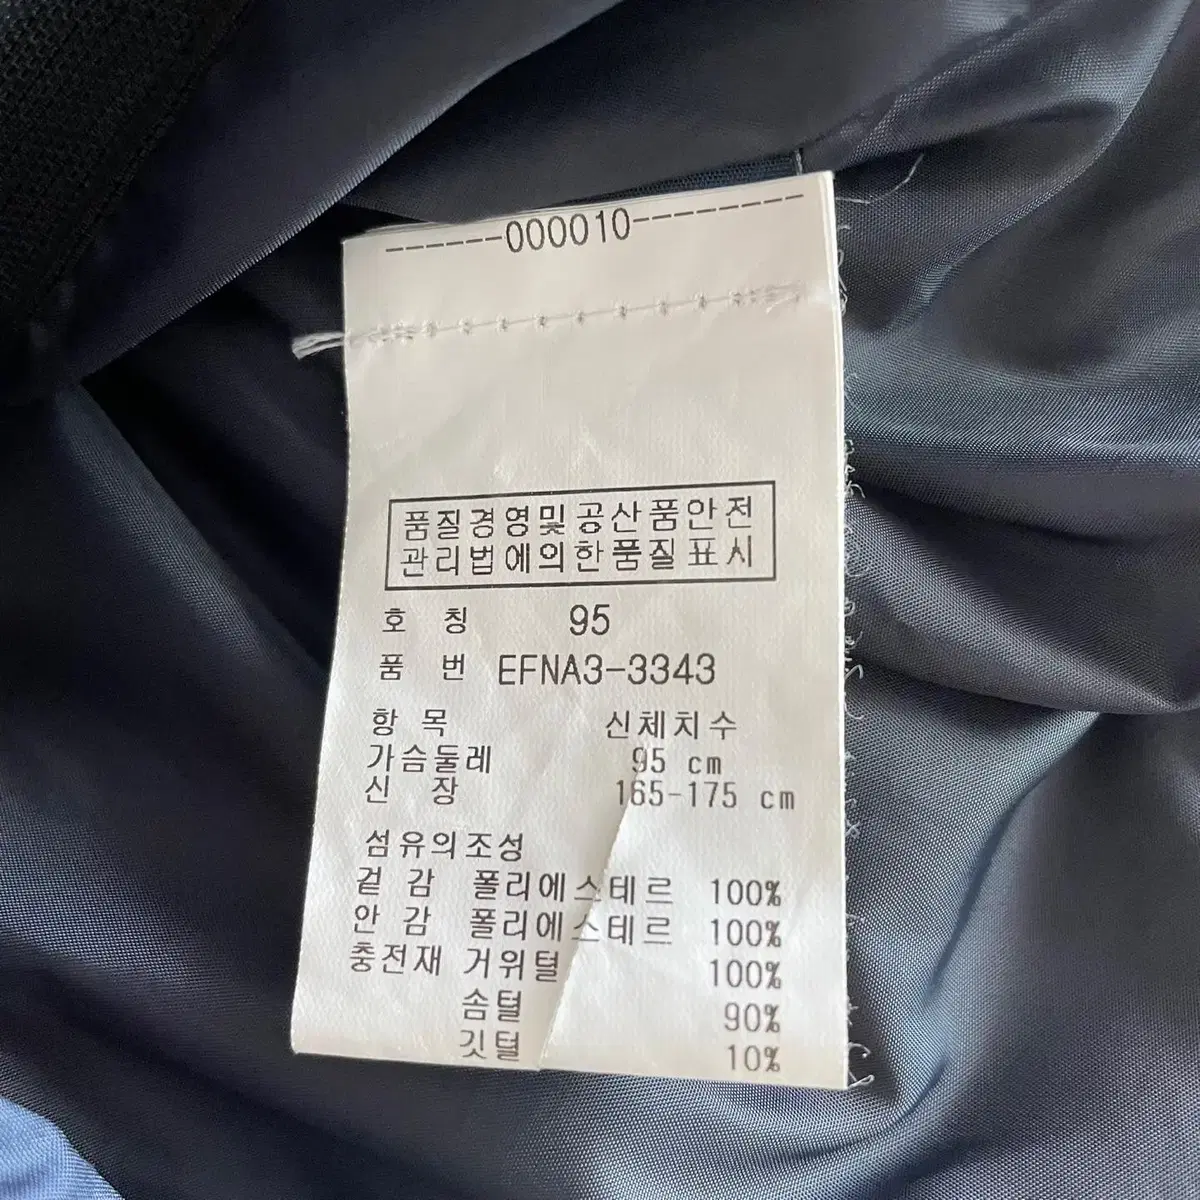 ------000010--------
품질경영및공산품안전
관리법에의한품질표시
호 칭 95
품 번 EFNA3-3343
항 목 신체치수
가슴둘레 95 cm
신 장 165-175 cm
섬유의조성
겉 감 폴리에스테르 100%
안 감 폴리에스테르 100%
충전재 거위털 100%
솜털 90%
깃털 10%